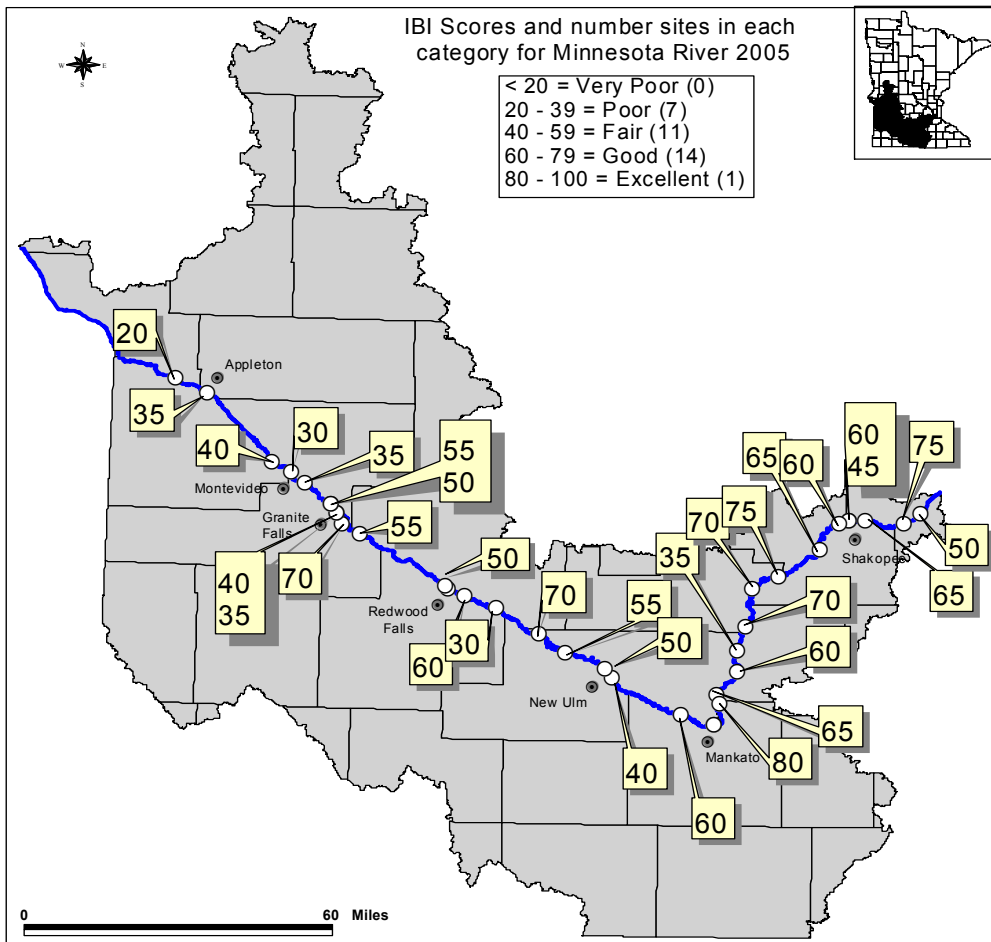 IBI Scores and number sites in each
category for Minnesota River 2005
< 20 = Very Poor (0)
20 - 39 = Poor (7)
40 - 59 = Fair (11)
60 - 79 = Good (14)
80 - 100 = Excellent (1)
N
W E
S
20
Appleton
35
40
30
35
55
50
Montevideo
Granite
Falls
55
40
35
70
50
Redwood
Falls
60
30
70
55
50
New Ulm
40
60
Mankato
80
65
60
70
35
70
75
65
60
60
45
75
Shakopee
65
50
0 60 Miles